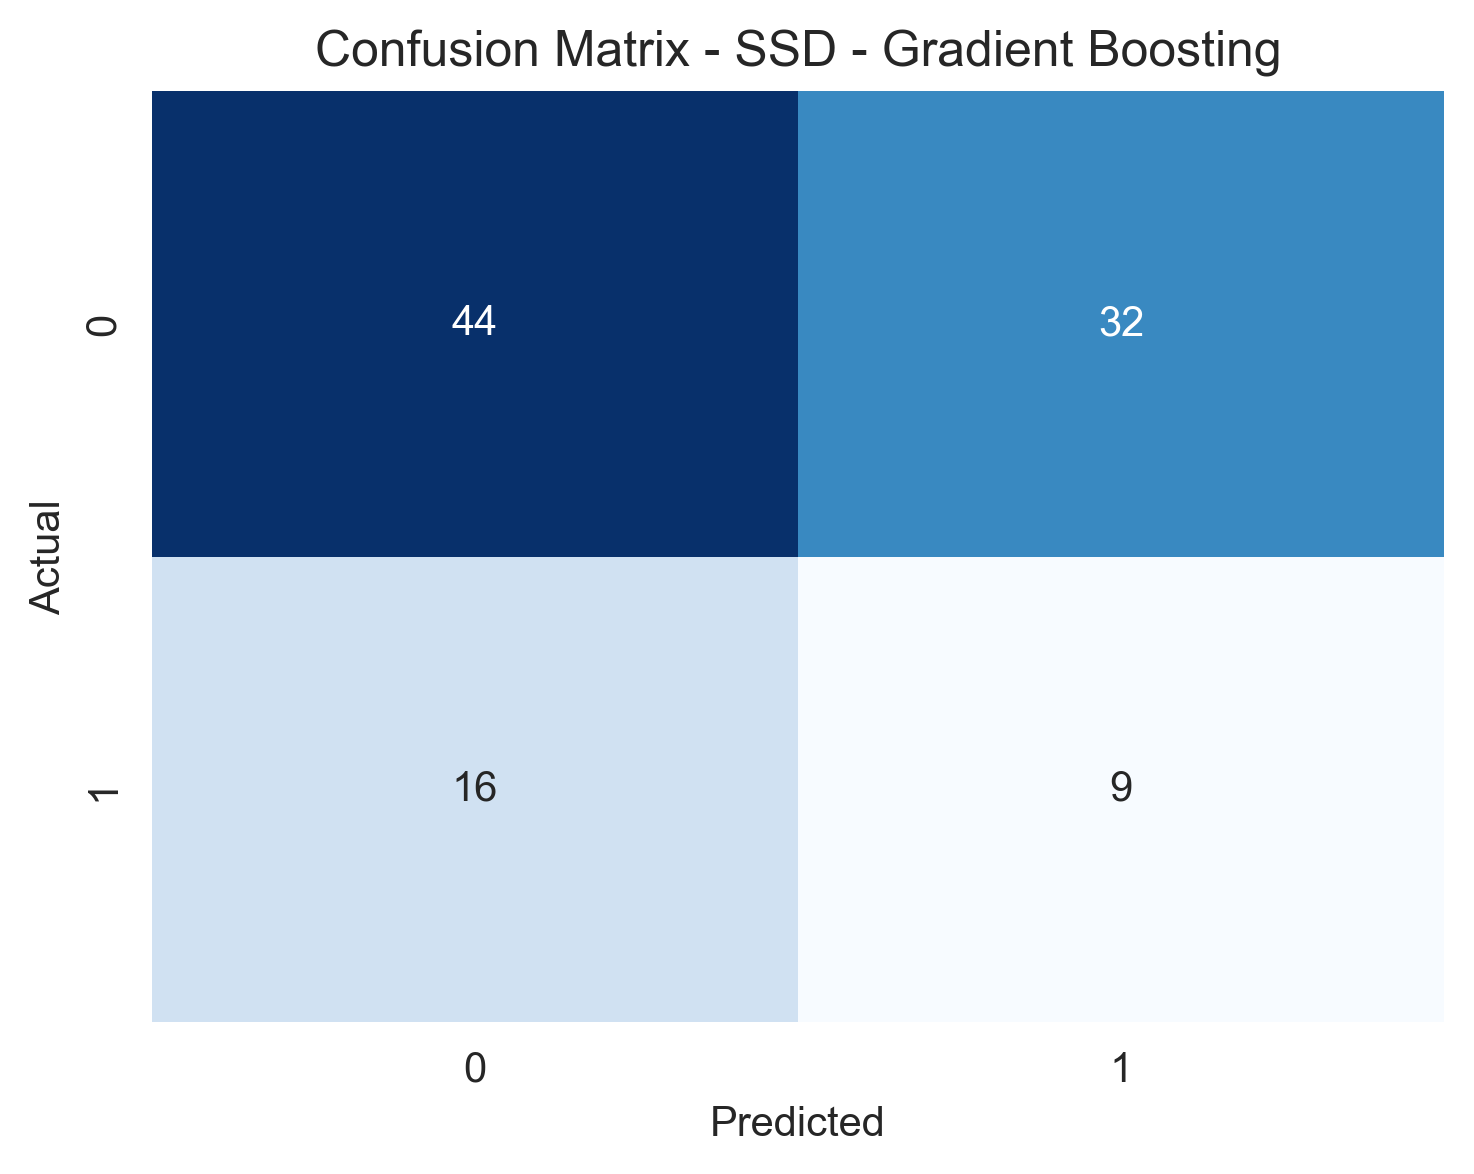 Confusion Matrix - SSD - Gradient Boosting
0
44
32
Actual
1
16
9
0
1
Predicted